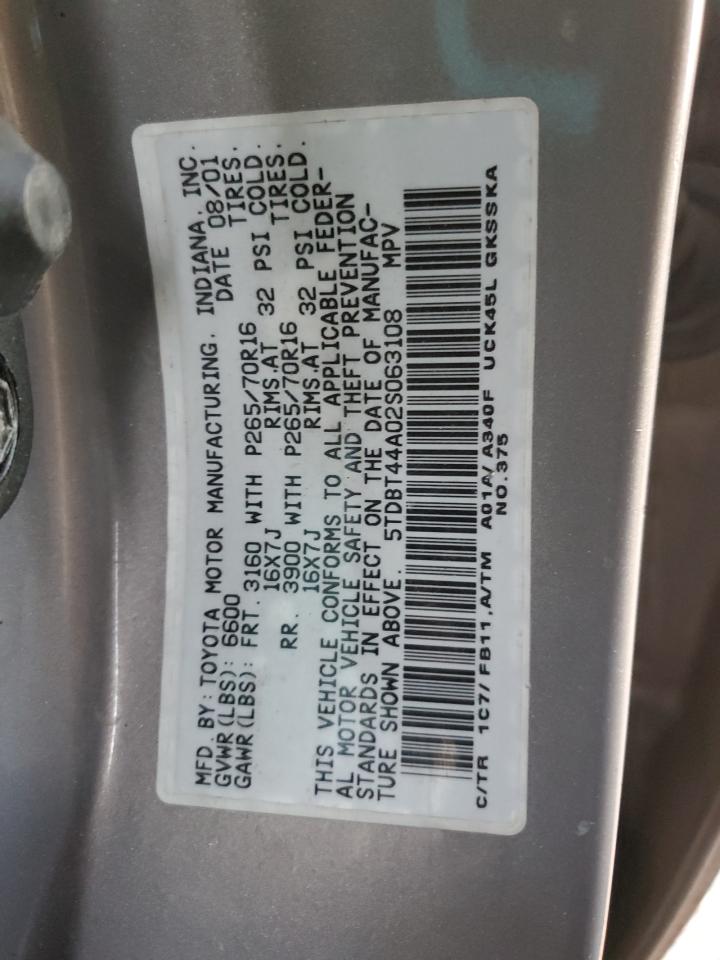 MFD. BY: TOYOTA MOTOR MANUFACTURING, INDIANA, INC.
GVWR(LBS): 6600 DATE 08/01
GAWR(LBS): FRT. 3160 WITH P265/70R16 TIRES,
16X7J RIMS,AT 32 PSI COLD.
RR. 3900 WITH P265/70R16 TIRES,
16X7J RIMS,AT 32 PSI COLD.
THIS VEHICLE CONFORMS TO ALL APPLICABLE FEDER-
AL MOTOR VEHICLE SAFETY AND THEFT PREVENTION
STANDARDS IN EFFECT ON THE DATE OF MANUFAC-
TURE SHOWN ABOVE. 5TDBT44A02S063108 MPV
C/TR 1C7/ FB11,A/TM A01A/ A340F UCK45L GKSSKA
NO.375